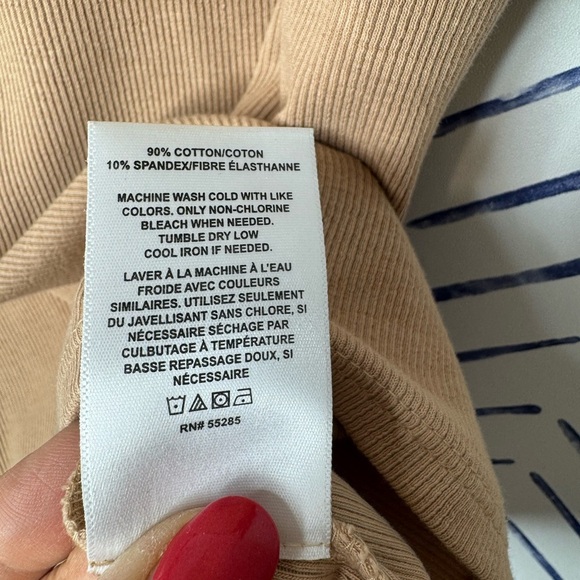 90% COTTON/COTON
10% SPANDEX/FIBRE ÉLASTHANNE
MACHINE WASH COLD WITH LIKE
COLORS. ONLY NON-CHLORINE
BLEACH WHEN NEEDED.
TUMBLE DRY LOW
COOL IRON IF NEEDED.
LAVER À LA MACHINE À L'EAU
FROIDE AVEC COULEURS
SIMILAIRES. UTILISEZ SEULEMENT
DU JAVELLISANT SANS CHLORE, SI
NÉCESSAIRE SÉCHAGE PAR
CULBUTAGE À TEMPÉRATURE
BASSE REPASSAGE DOUX, SI
NÉCESSAIRE
RN# 55285